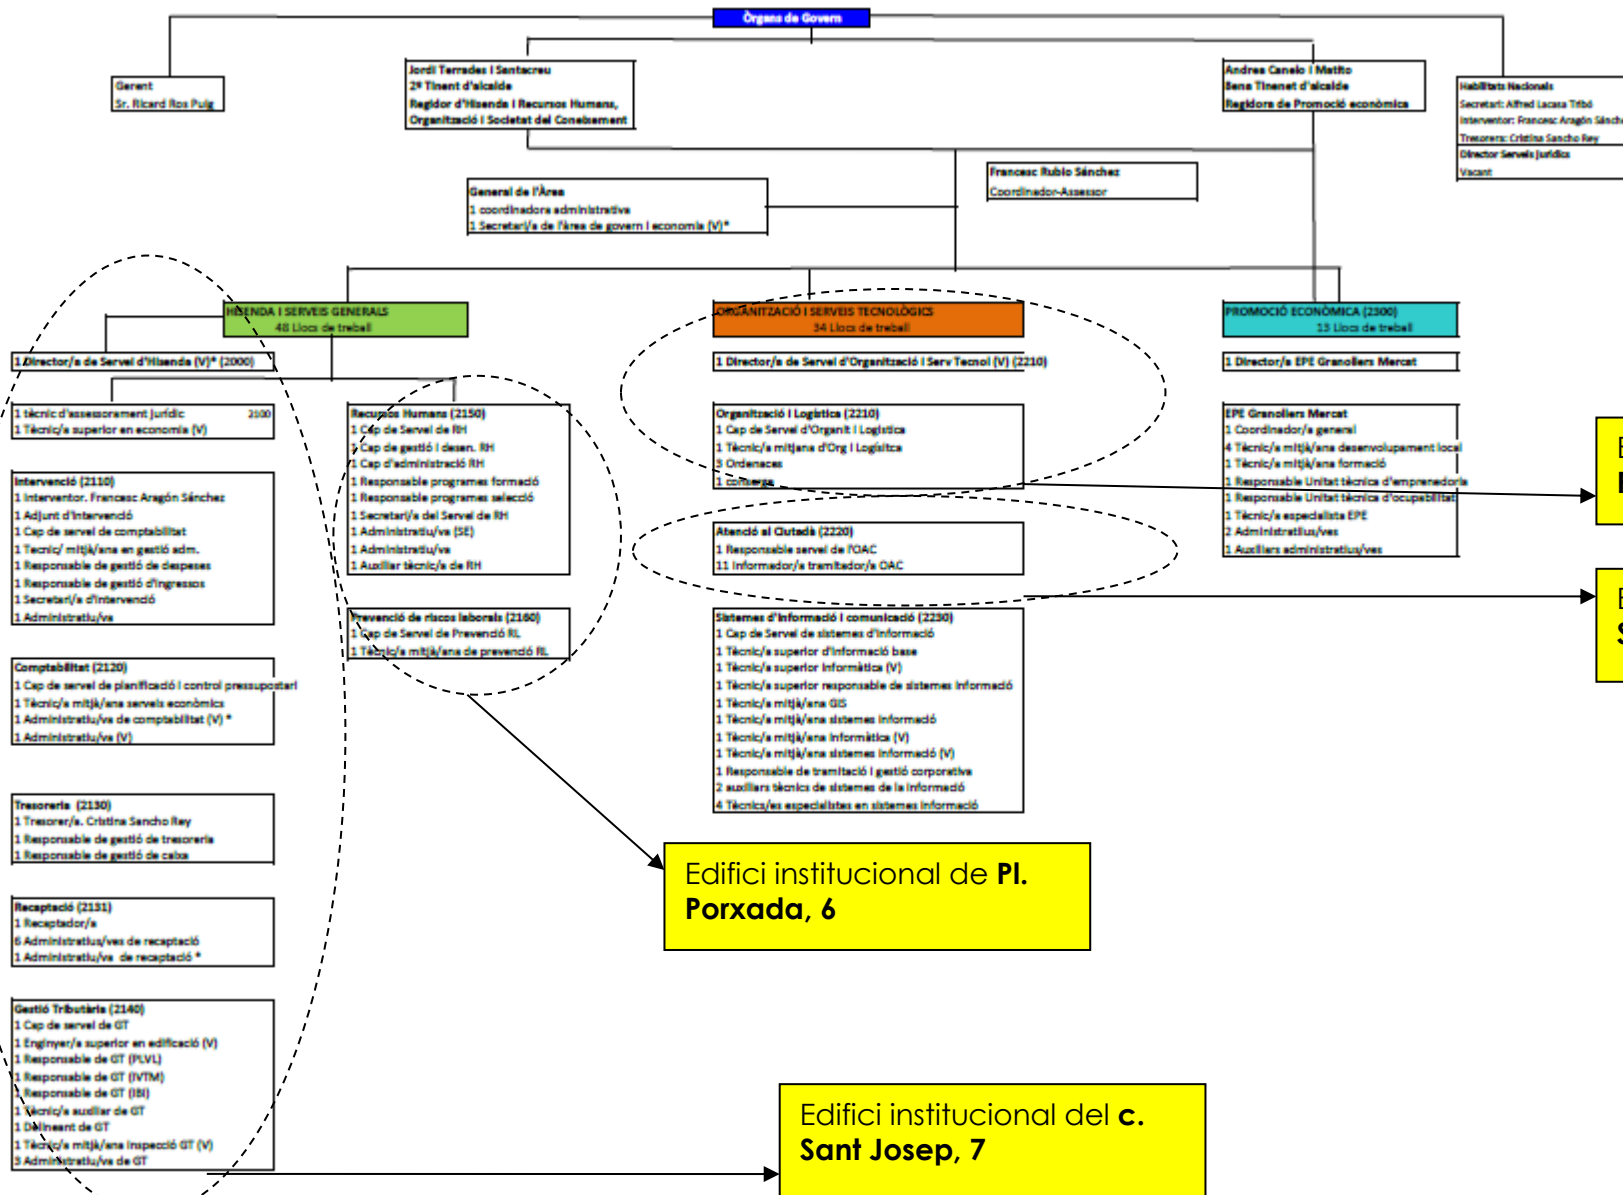 Òrgans de Govern
Gerent
Sr. Ricard Ros Puig
Jordi Terrades i Santacreu
2º Tinent d'alcalde
Regidor d'Hisenda i Recursos Humans,
Organització i Societat del Coneixement
Andrea Canelo i Matito
8ena Tinenet d'alcalde
Regidora de Promoció econòmica
Habilitats Nacionals
Secretari: Alfred Lacasa Tribó
Interventor: Francesc Aragón Sánche
Tresorera: Cristina Sancho Rey
Director Serveis Jurídics
Vacant
General de l'Àrea
1 coordinadora administrativa
1 Secretari/a de l'àrea de govern i economia (V)*
Francesc Rubio Sánchez
Coordinador-Assessor
HISENDA I SERVEIS GENERALS
48 Llocs de treball
1 Director/a de Servei d'Hisenda (V)* (2000)
1 tècnic d'assessorament jurídic 2100
1 Tècnic/a superior en economia (V)
Intervenció (2110)
1 Interventor. Francesc Aragón Sánchez
1 Adjunt d'Intervenció
1 Cap de servei de comptabilitat
1 Tecnic/ mitjà/ana en gestió adm.
1 Responsable de gestió de despeses
1 Responsable de gestió d'ingressos
1 Secretari/a d'Intervenció
1 Administratiu/va
Comptabilitat (2120)
1 Cap de servei de planificació i control pressupostari
1 Tècnic/a mitjà/ana serveis econòmics
1 Administratiu/va de comptabilitat (V) *
1 Administratiu/va (V)
Tresoreria (2130)
1 Tresorer/a. Cristina Sancho Rey
1 Responsable de gestió de tresoreria
1 Responsable de gestió de caixa
Recaptació (2131)
1 Recaptador/a
6 Administratius/ves de recaptació
1 Administratiu/va de recaptació *
Gestió Tributària (2140)
1 Cap de servei de GT
1 Enginyer/a superior en edificació (V)
1 Responsable de GT (PLVL)
1 Responsable de GT (IVTM)
1 Responsable de GT (IBI)
1 Tècnic/a auxiliar de GT
1 Delineant de GT
1 Tècnic/a mitjà/ana inspecció GT (V)
3 Administratiu/va de GT
Recursos Humans (2150)
1 Cap de Servei de RH
1 Cap de gestió i desen. RH
1 Cap d'administració RH
1 Responsable programes formació
1 Responsable programes selecció
1 Secretari/a del Servei de RH
1 Administratiu/va (SE)
1 Administratiu/va
1 Auxiliar tècnic/a de RH
Prevenció de riscos laborals (2160)
1 Cap de Servei de Prevenció RL
1 Tècnic/a mitjà/ana de prevenció RL
ORGANITZACIÓ I SERVEIS TECNOLÒGICS
34 Llocs de treball
1 Director/a de Servei d'Organització i Serv Tecnol (V) (2210)
Organització i Logística (2210)
1 Cap de Servei d'Organit i Logística
1 Tècnic/a mitjana d'Org i Logísitca
3 Ordenaces
1 conserge
Atenció al Ciutadà (2220)
1 Responsable servei de l'OAC
11 Informador/a tramitador/a OAC
Sistemes d'Informació i comunicació (2230)
1 Cap de Servei de sistemes d'informació
1 Tècnic/a superior d'informació base
1 Tècnic/a superior informàtica (V)
1 Tècnic/a superior responsable de sistemes informació
1 Tècnic/a mitjà/ana GIS
1 Tècnic/a mitjà/ana sistemes informació
1 Tècnic/a mitjà/ana informàtica (V)
1 Tècnic/a mitjà/ana sistemes informació (V)
1 Responsable de tramitació i gestió corporativa
2 auxiliars tècnics de sistemes de la informació
4 Tècnics/es especialistes en sistemes informació
PROMOCIÓ ECONÒMICA (2300)
13 Llocs de treball
1 Director/a EPE Granollers Mercat
EPE Granollers Mercat
1 Coordinador/a general
4 Tècnic/a mitjà/ana desenvolupament local
1 Tècnic/a mitjà/ana formació
1 Responsable Unitat tècnica d'emprenedoria
1 Responsable Unitat tècnica d'ocupabilitat
1 Tècnic/a especialista EPE
2 Administratius/ves
1 Auxiliars administratius/ves
Edifici institucional de Pl.
Porxada, 6
Edifici institucional del c.
Sant Josep, 7